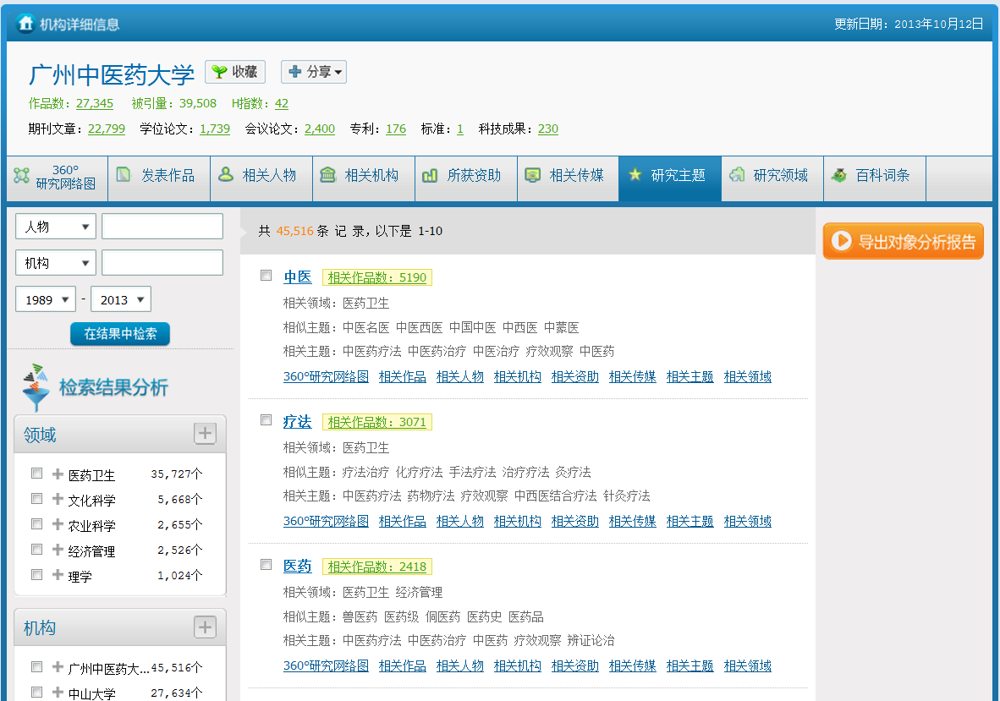 机构详细信息
更新日期：2013年10月12日
广州中医药大学 收藏 分享
作品数：27,345 被引量：39,508 H指数：42
期刊文章：22,799 学位论文：1,739 会议论文：2,400 专利：176 标准：1 科技成果：230
360°
研究网络图 发表作品 相关人物 相关机构 所获资助 相关传媒 研究主题 研究领域 百科词条
人物
机构
1989 - 2013
在结果中检索
检索结果分析
领域
医药卫生 35,727个
文化科学 5,668个
农业科学 2,655个
经济管理 2,526个
理学 1,024个
机构
广州中医药大... 45,516个
中山大学 27,634个
共 45,516 条 记 录，以下是 1-10
中医 相关作品数：5190
相关领域：医药卫生
相似主题：中医名医 中医西医 中国中医 中西医 中蒙医
相关主题：中医药疗法 中医药治疗 中医治疗 疗效观察 中医药
360°研究网络图 相关作品 相关人物 相关机构 相关资助 相关传媒 相关主题 相关领域
疗法 相关作品数：3071
相关领域：医药卫生
相似主题：疗法治疗 化疗疗法 手法疗法 治疗疗法 灸疗法
相关主题：中医药疗法 药物疗法 疗效观察 中西医结合疗法 针灸疗法
360°研究网络图 相关作品 相关人物 相关机构 相关资助 相关传媒 相关主题 相关领域
医药 相关作品数：2418
相关领域：医药卫生 经济管理
相似主题：兽医药 医药级 侗医药 医药史 医药品
相关主题：中医药疗法 中医药治疗 中医药 疗效观察 辨证论治
360°研究网络图 相关作品 相关人物 相关机构 相关资助 相关传媒 相关主题 相关领域
导出对象分析报告